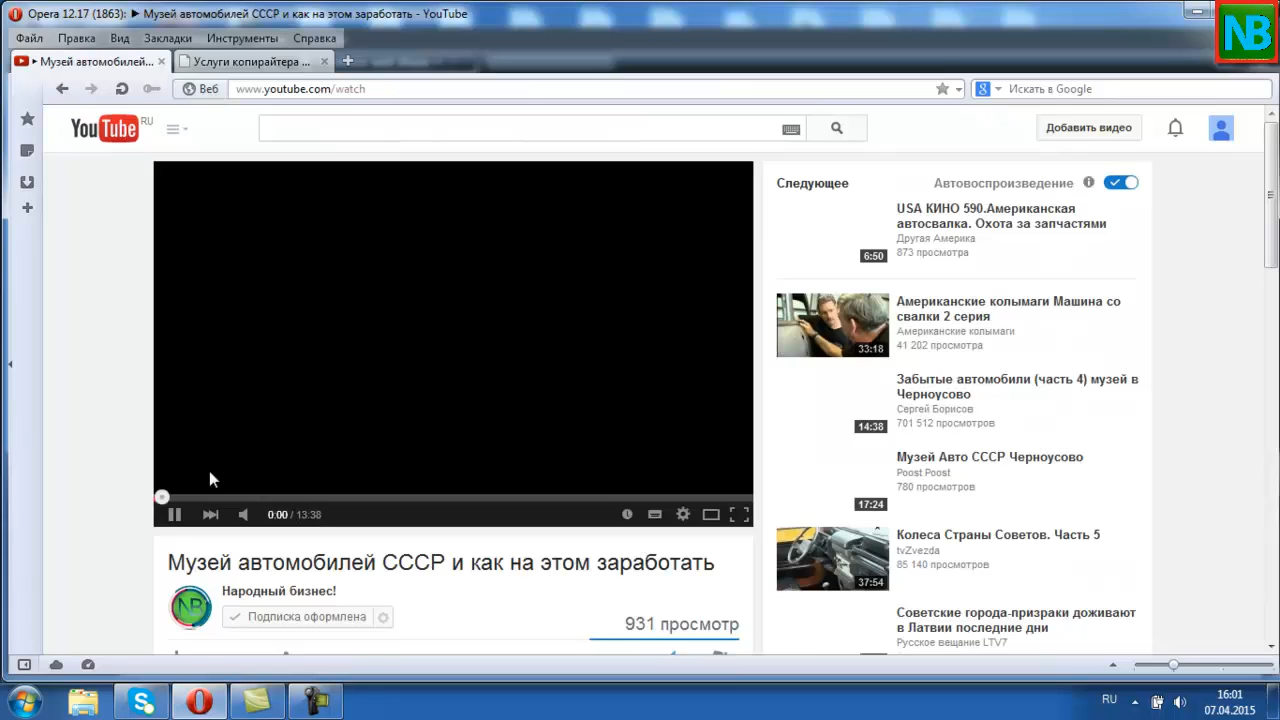 Opera 12.17 (1863): ► Музей автомобилей СССР и как на этом заработать - YouTube
NB
Файл Правка Вид Закладки Инструменты Справка
Музей автомобилей...
Услуги копирайтера ...
Веб
www.youtube.com/watch
Искать в Google
YouTube RU
Добавить видео
Следующее
Автовоспроизведение
USA КИНО 590.Американская
автосвалка. Охота за запчастями
Другая Америка
873 просмотра
6:50
Американские колымаги Машина со
свалки 2 серия
Американские колымаги
41 202 просмотра
33:18
Забытые автомобили (часть 4) музей в
Черноусово
Сергей Борисов
701 512 просмотров
14:38
Музей Авто СССР Черноусово
Poost Poost
780 просмотров
17:24
Колеса Страны Советов. Часть 5
tvZvezda
85 140 просмотров
37:54
Советские города-призраки доживают
в Латвии последние дни
Русское вещание LTV7
0:00 / 13:38
Музей автомобилей СССР и как на этом заработать
NB
Народный бизнес!
Подписка оформлена
931 просмотр
RU
16:01
07.04.2015